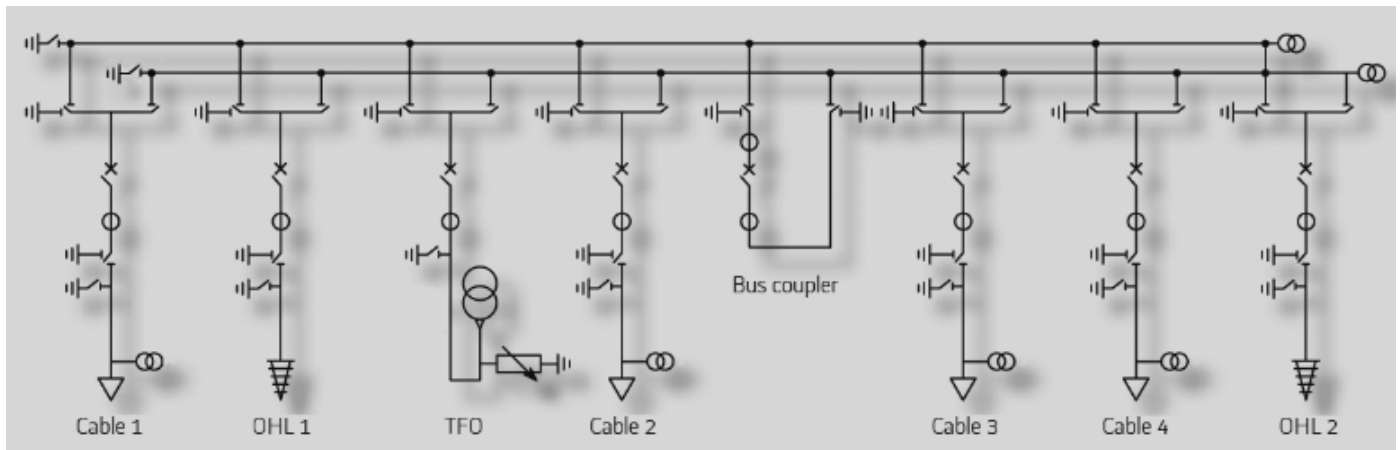 Bus coupler
Cable 1
OHL 1
TFO
Cable 2
Cable 3
Cable 4
OHL 2